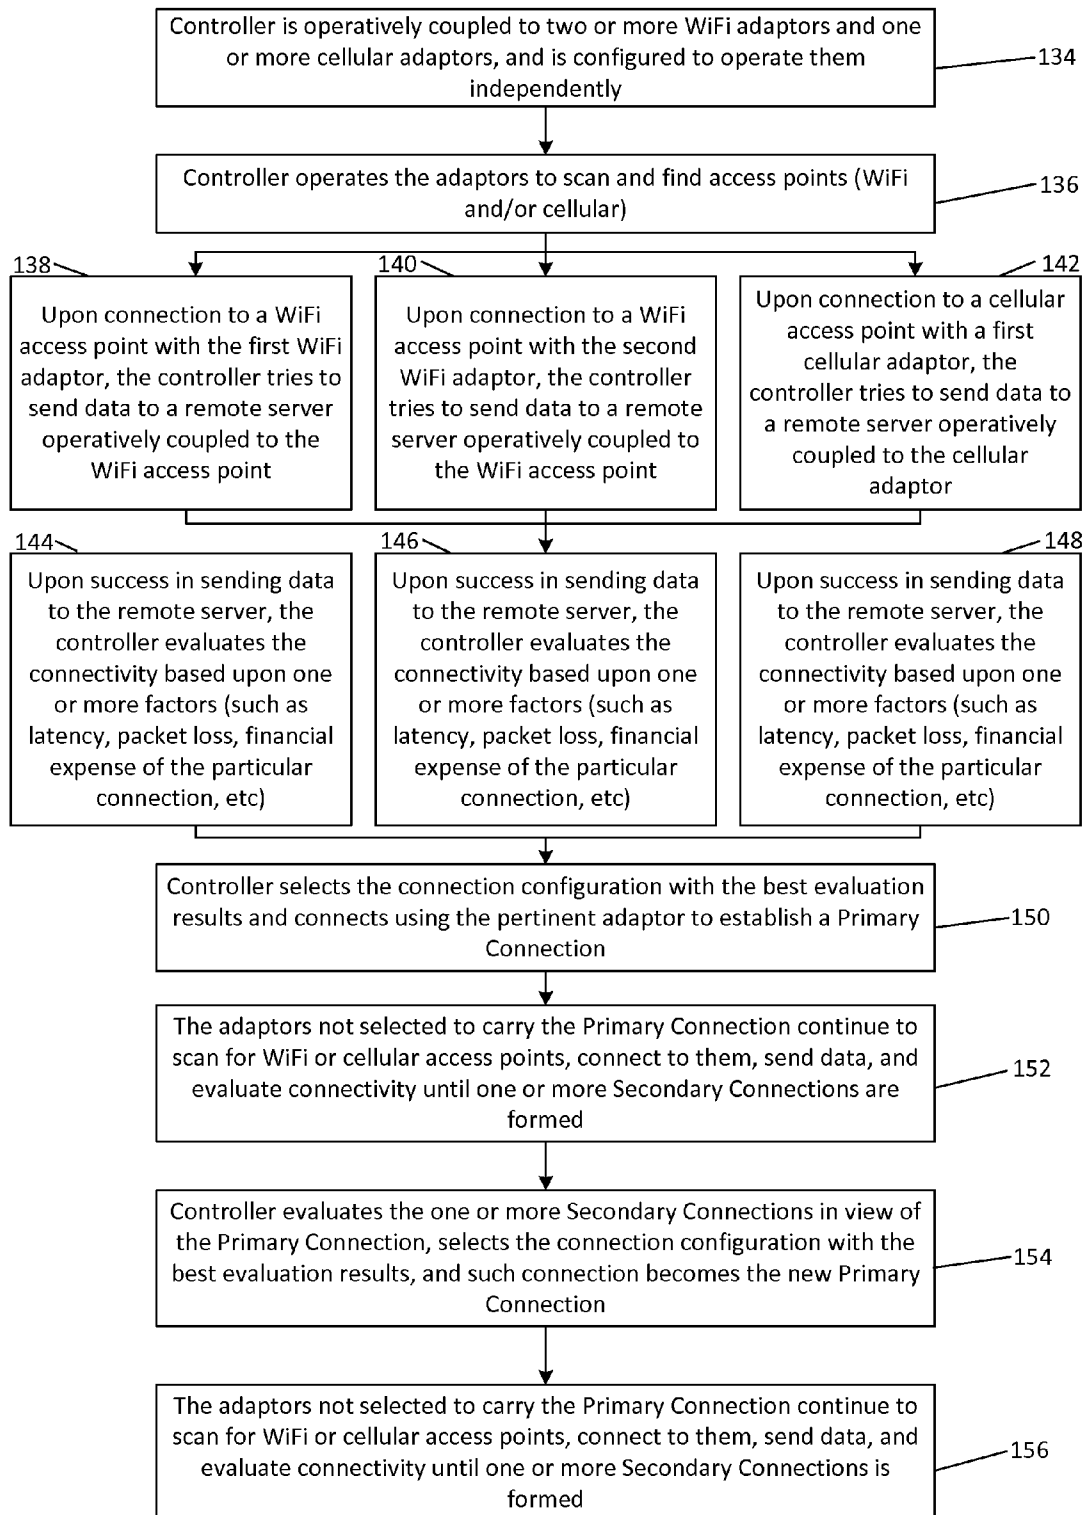 Controller is operatively coupled to two or more WiFi adaptors and one
or more cellular adaptors, and is configured to operate them
independently
134
Controller operates the adaptors to scan and find access points (WiFi
and/or cellular)
136
138
Upon connection to a WiFi
access point with the first WiFi
adaptor, the controller tries to
send data to a remote server
operatively coupled to the
WiFi access point
140
Upon connection to a WiFi
access point with the second
WiFi adaptor, the controller
tries to send data to a remote
server operatively coupled to
the WiFi access point
142
Upon connection to a cellular
access point with a first
cellular adaptor, the
controller tries to send data to
a remote server operatively
coupled to the cellular
adaptor
144
Upon success in sending data
to the remote server, the
controller evaluates the
connectivity based upon one
or more factors (such as
latency, packet loss, financial
expense of the particular
connection, etc)
146
Upon success in sending data
to the remote server, the
controller evaluates the
connectivity based upon one
or more factors (such as
latency, packet loss, financial
expense of the particular
connection, etc)
148
Upon success in sending data
to the remote server, the
controller evaluates the
connectivity based upon one
or more factors (such as
latency, packet loss, financial
expense of the particular
connection, etc)
Controller selects the connection configuration with the best evaluation
results and connects using the pertinent adaptor to establish a Primary
Connection
150
The adaptors not selected to carry the Primary Connection continue to
scan for WiFi or cellular access points, connect to them, send data, and
evaluate connectivity until one or more Secondary Connections are
formed
152
Controller evaluates the one or more Secondary Connections in view of
the Primary Connection, selects the connection configuration with the
best evaluation results, and such connection becomes the new Primary
Connection
154
The adaptors not selected to carry the Primary Connection continue to
scan for WiFi or cellular access points, connect to them, send data, and
evaluate connectivity until one or more Secondary Connections is
formed
156